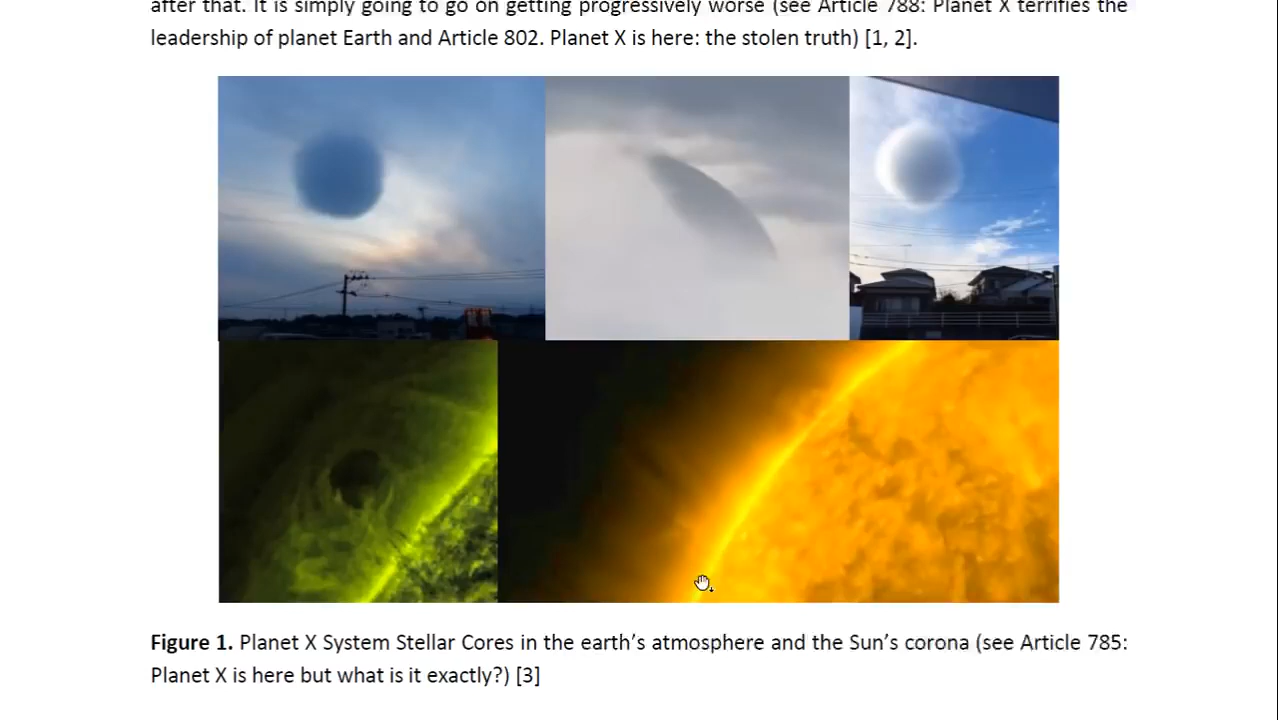 after that. It is simply going to go on getting progressively worse (see Article 788: Planet X terrifies the
leadership of planet Earth and Article 802. Planet X is here: the stolen truth) [1, 2].
Figure 1. Planet X System Stellar Cores in the earth’s atmosphere and the Sun’s corona (see Article 785:
Planet X is here but what is it exactly?) [3]